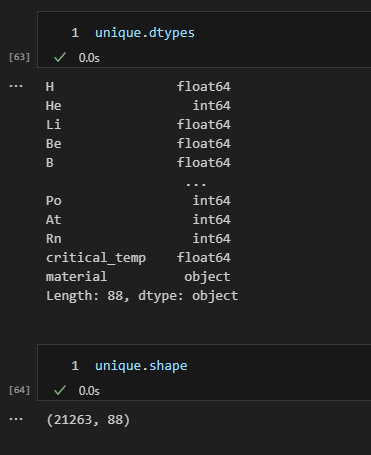 1 unique.dtypes
[63] 0.0s
... H float64
He int64
Li float64
Be float64
B float64
...
Po int64
At int64
Rn int64
critical_temp float64
material object
Length: 88, dtype: object
1 unique.shape
[64] 0.0s
... (21263, 88)